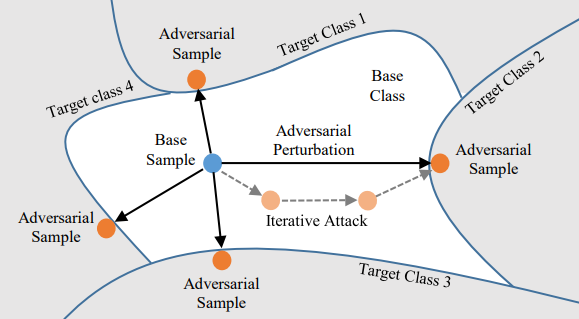 Adversarial
Sample
Target Class 1
Base
Class
Target Class 2
Target class 4
Base
Sample
Adversarial
Perturbation
Adversarial
Sample
Iterative Attack
Adversarial
Sample
Target Class 3
Adversarial
Sample